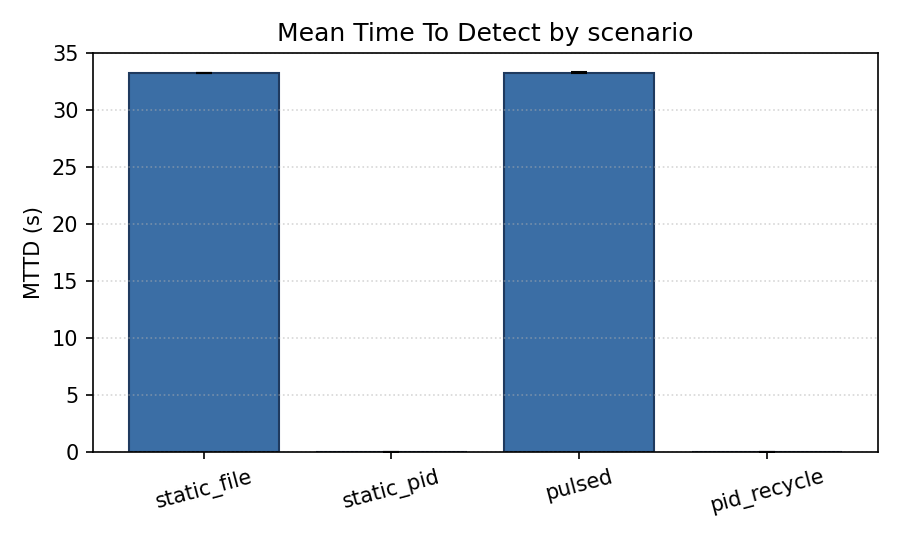 Mean Time To Detect by scenario
MTTD (s)
35
30
25
20
15
10
5
0
static_file
static_pid
pulsed
pid_recycle